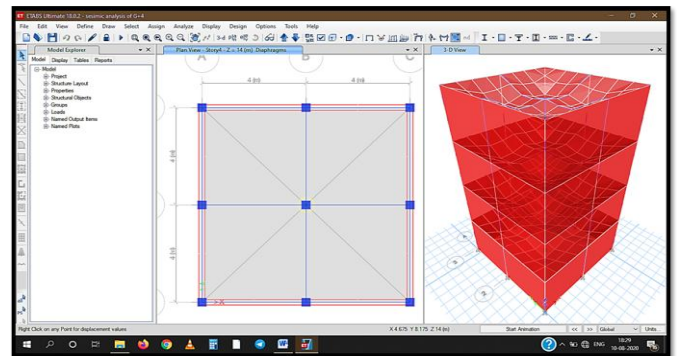 ETABS Ultimate 18.0.2 - seismic analysis of G+4
File Edit View Define Draw Select Assign Analyze Display Design Options Tools Help
Model Explorer
Plan View - Story4 - Z = 14 (m) Diaphragms
3-D View
Model Display Tables Reports
Model
Project
Structure Layout
Properties
Structural Objects
Groups
Loads
Named Output Items
Named Plots
A B C
4 (m) 4 (m)
4 (m)
4 (m)
Right Click on any Point for displacement values
X 4.675 Y 8.175 Z 14 (m)
Start Animation
<< >> Global Units
ENG
18:29
10-08-2020